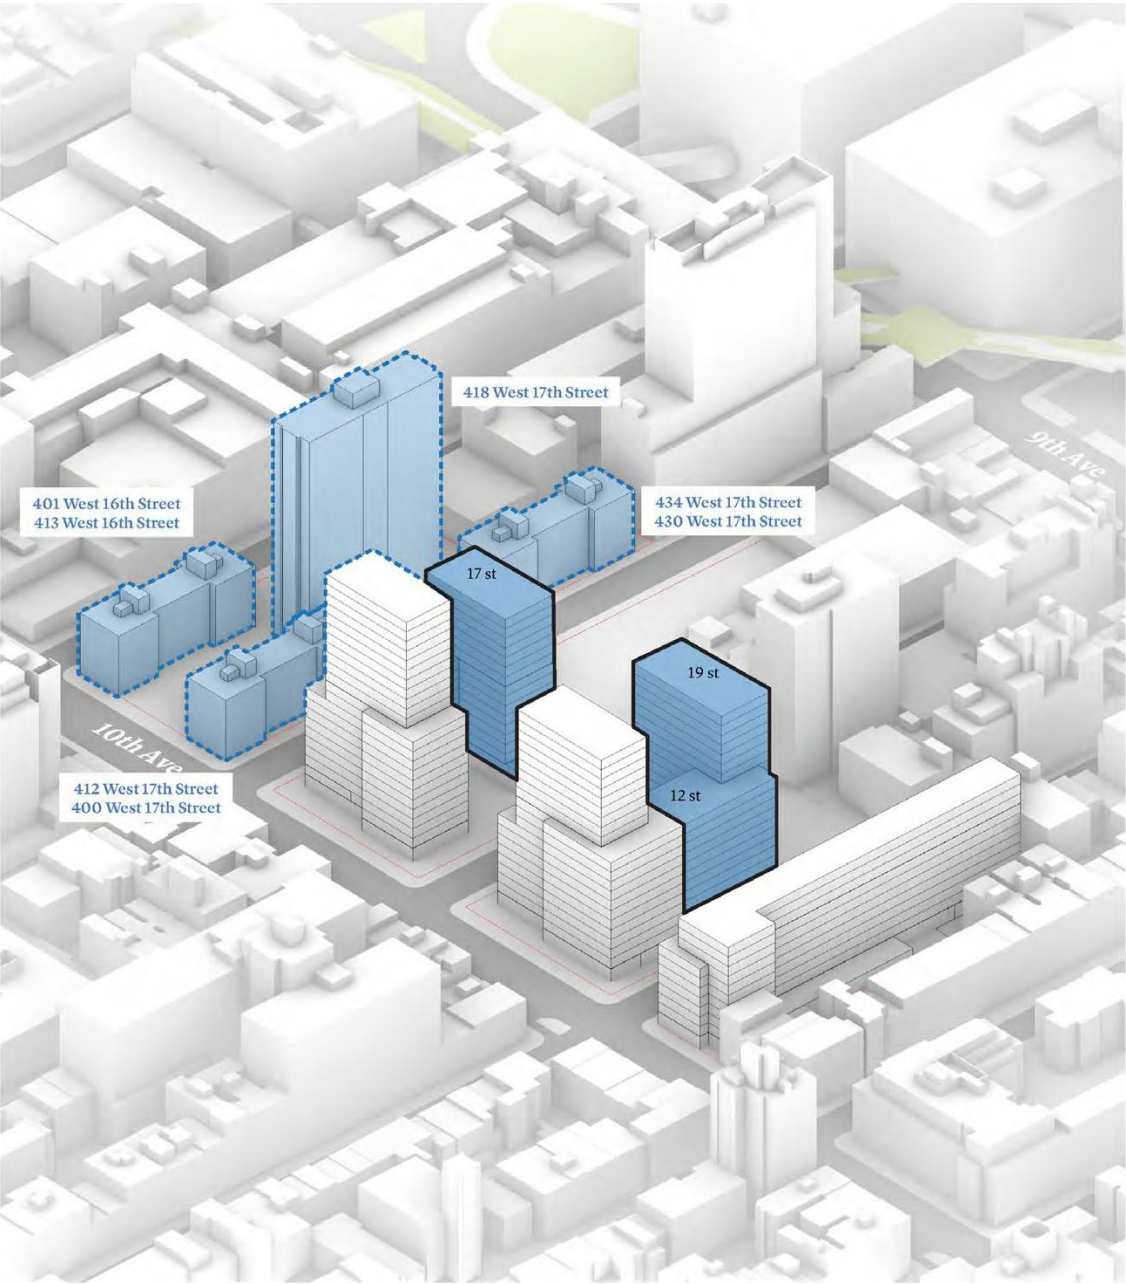 418 West 17th Street
9th Ave
401 West 16th Street
413 West 16th Street
434 West 17th Street
430 West 17th Street
17 st
19 st
10th Ave
412 West 17th Street
400 West 17th Street
12 st